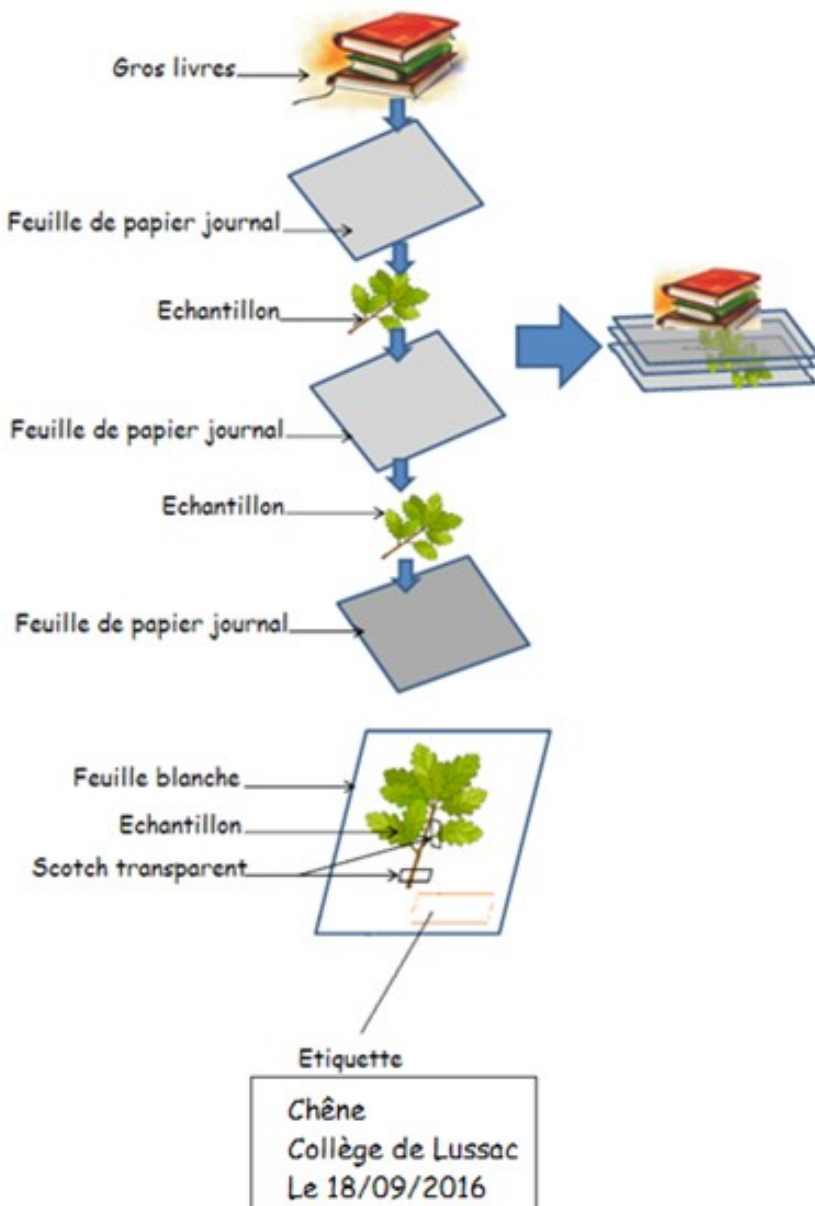 Gros livres
Feuille de papier journal
Echantillon
Feuille de papier journal
Echantillon
Feuille de papier journal
Feuille blanche
Echantillon
Scotch transparent
Etiquette
Chêne
Collège de Lussac
Le 18/09/2016